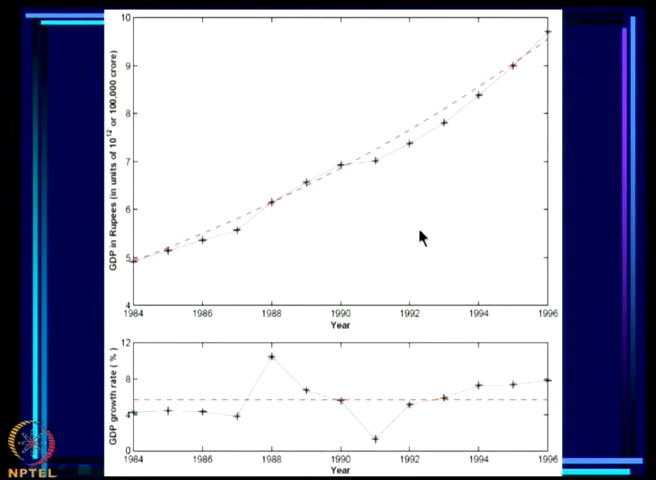 10
9
8
7
6
5
4
GDP in Rupees (in units of 10^12 or 100,000 crore)
1984 1986 1988 1990 1992 1994 1996
Year
12
8
4
0
GDP growth rate ( % )
1984 1986 1988 1990 1992 1994 1996
Year
NPTEL